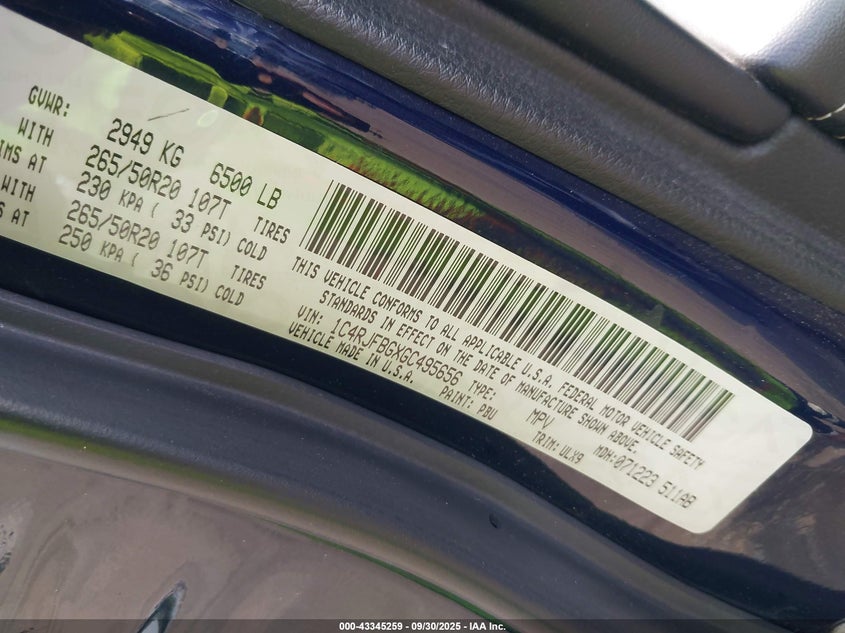 GVWR:
2949 KG 6500 LB
WITH 265/50R20 107T TIRES
IMS AT 230 KPA ( 33 PSI) COLD
WITH 265/50R20 107T TIRES
MS AT 250 KPA ( 36 PSI) COLD
THIS VEHICLE CONFORMS TO ALL APPLICABLE U.S.A. FEDERAL MOTOR VEHICLE SAFETY
STANDARDS IN EFFECT ON THE DATE OF MANUFACTURE SHOWN ABOVE.
VIN: 1C4RJFBGXGC495656 TYPE: MPV MDH:071223 511AB
VEHICLE MADE IN U.S.A. PAINT: PBU TRIM: ULX9
000-43345259 - 09/30/2025 - IAA Inc.